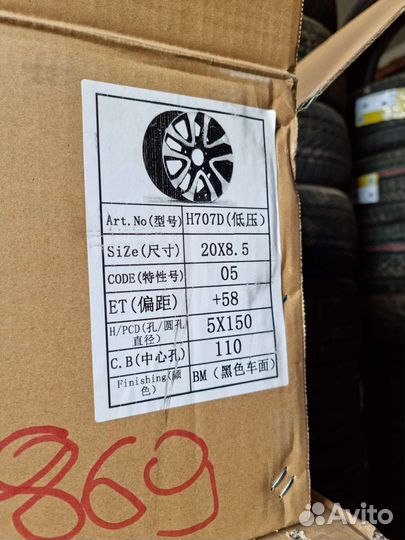 Art.No(型号) H707D(低压)
SiZe(尺寸) 20X8.5
CODE(特性号) 05
ET(偏距) +58
H/PCD(孔/圆孔直径) 5X150
C.B(中心孔) 110
Finishing(颜色) BM（黑色车面）
869
Avito